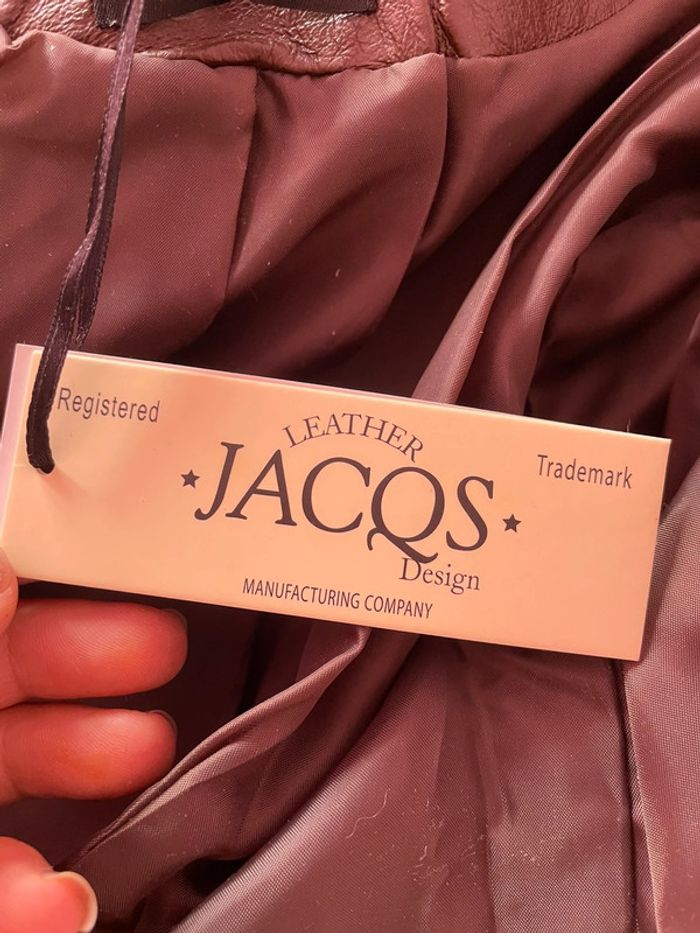 Registered
LEATHER
Trademark
JACQS
Design
MANUFACTURING COMPANY